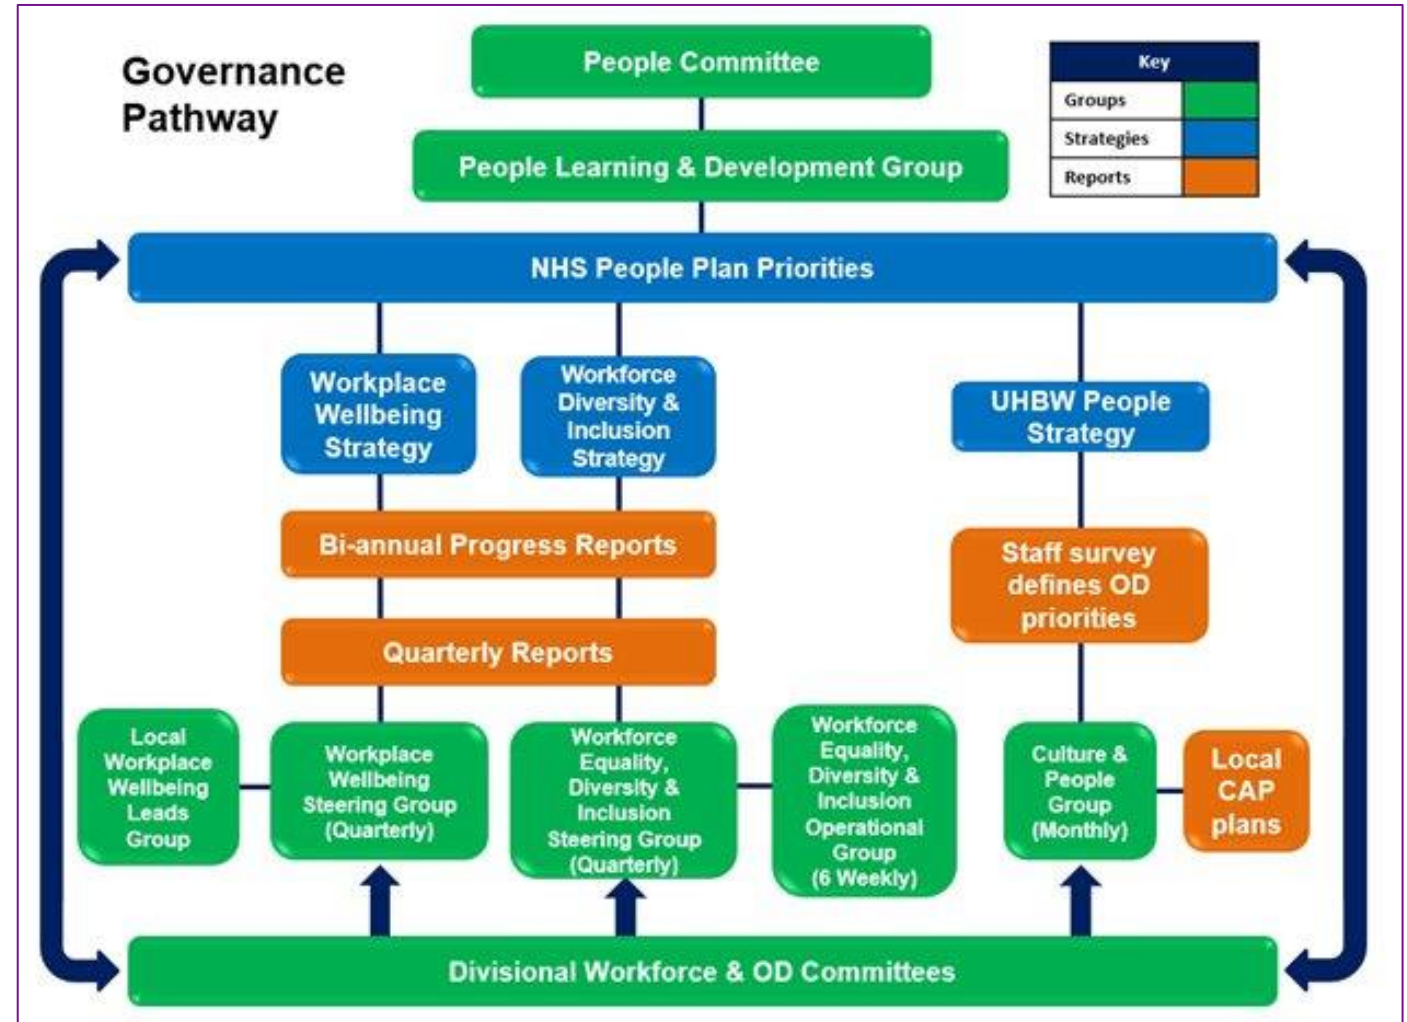 Governance
Pathway
People Committee
Key
Groups
Strategies
Reports
People Learning & Development Group
NHS People Plan Priorities
Workplace
Wellbeing
Strategy
Workforce
Diversity &
Inclusion
Strategy
UHBW People
Strategy
Bi-annual Progress Reports
Staff survey
defines OD
priorities
Quarterly Reports
Local
Workplace
Wellbeing
Leads
Group
Workplace
Wellbeing
Steering Group
(Quarterly)
Workforce
Equality,
Diversity &
Inclusion
Steering Group
(Quarterly)
Workforce
Equality,
Diversity &
Inclusion
Operational
Group
(6 Weekly)
Culture &
People
Group
(Monthly)
Local
CAP
plans
Divisional Workforce & OD Committees